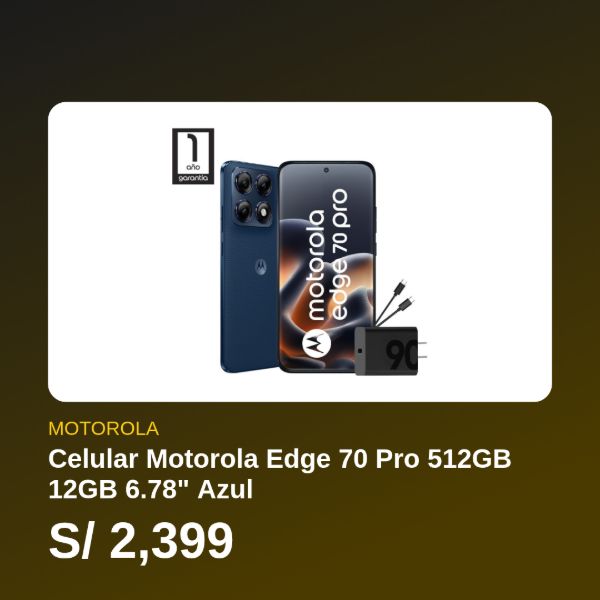 1
año
garantía
motorola
edge 70 pro
90
MOTOROLA
Celular Motorola Edge 70 Pro 512GB
12GB 6.78" Azul
S/ 2,399